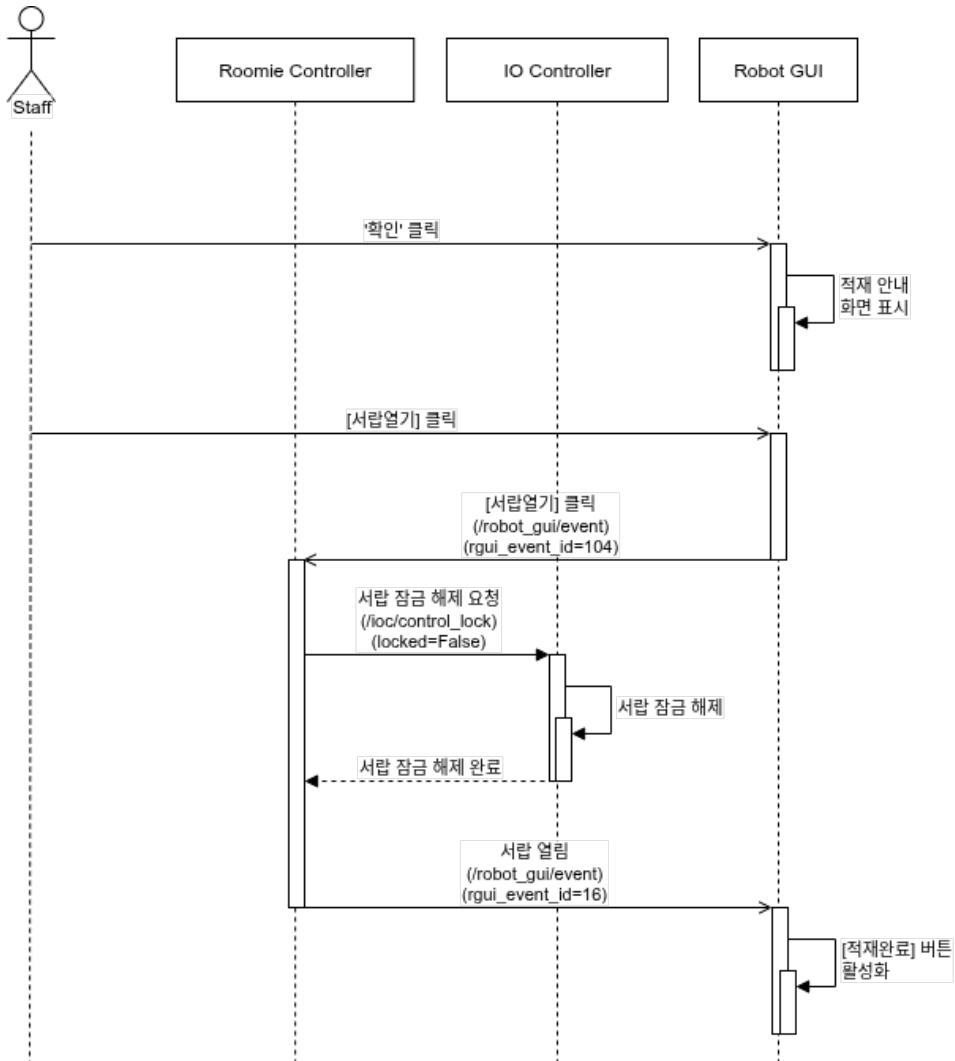 Staff
Roomie Controller
IO Controller
Robot GUI
'확인' 클릭
적재 안내
화면 표시
[서랍열기] 클릭
[서랍열기] 클릭
(/robot_gui/event)
(rgui_event_id=104)
서랍 잠금 해제 요청
(/ioc/control_lock)
(locked=False)
서랍 잠금 해제
서랍 잠금 해제 완료
서랍 열림
(/robot_gui/event)
(rgui_event_id=16)
[적재완료] 버튼
활성화